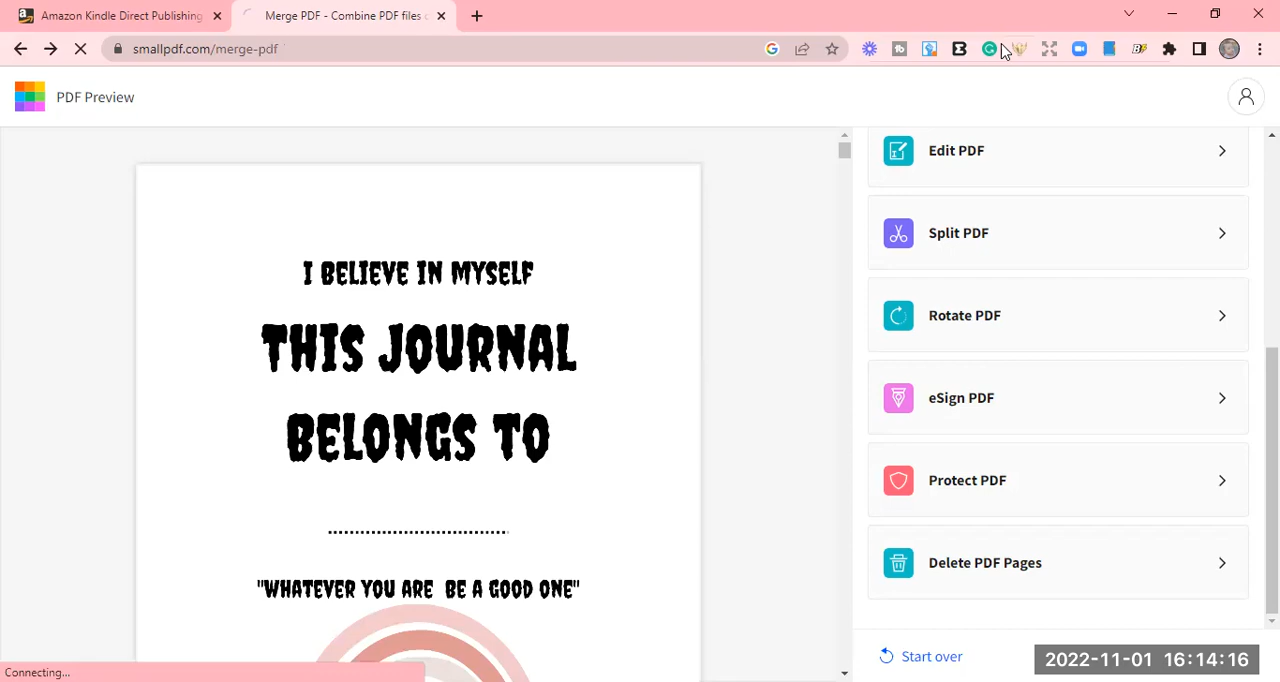 Amazon Kindle Direct Publishing
Merge PDF - Combine PDF files
smallpdf.com/merge-pdf
PDF Preview
I BELIEVE IN MYSELF
THIS JOURNAL
BELONGS TO
"WHATEVER YOU ARE BE A GOOD ONE"
Edit PDF
Split PDF
Rotate PDF
eSign PDF
Protect PDF
Delete PDF Pages
Start over
Connecting...
2022-11-01 16:14:16